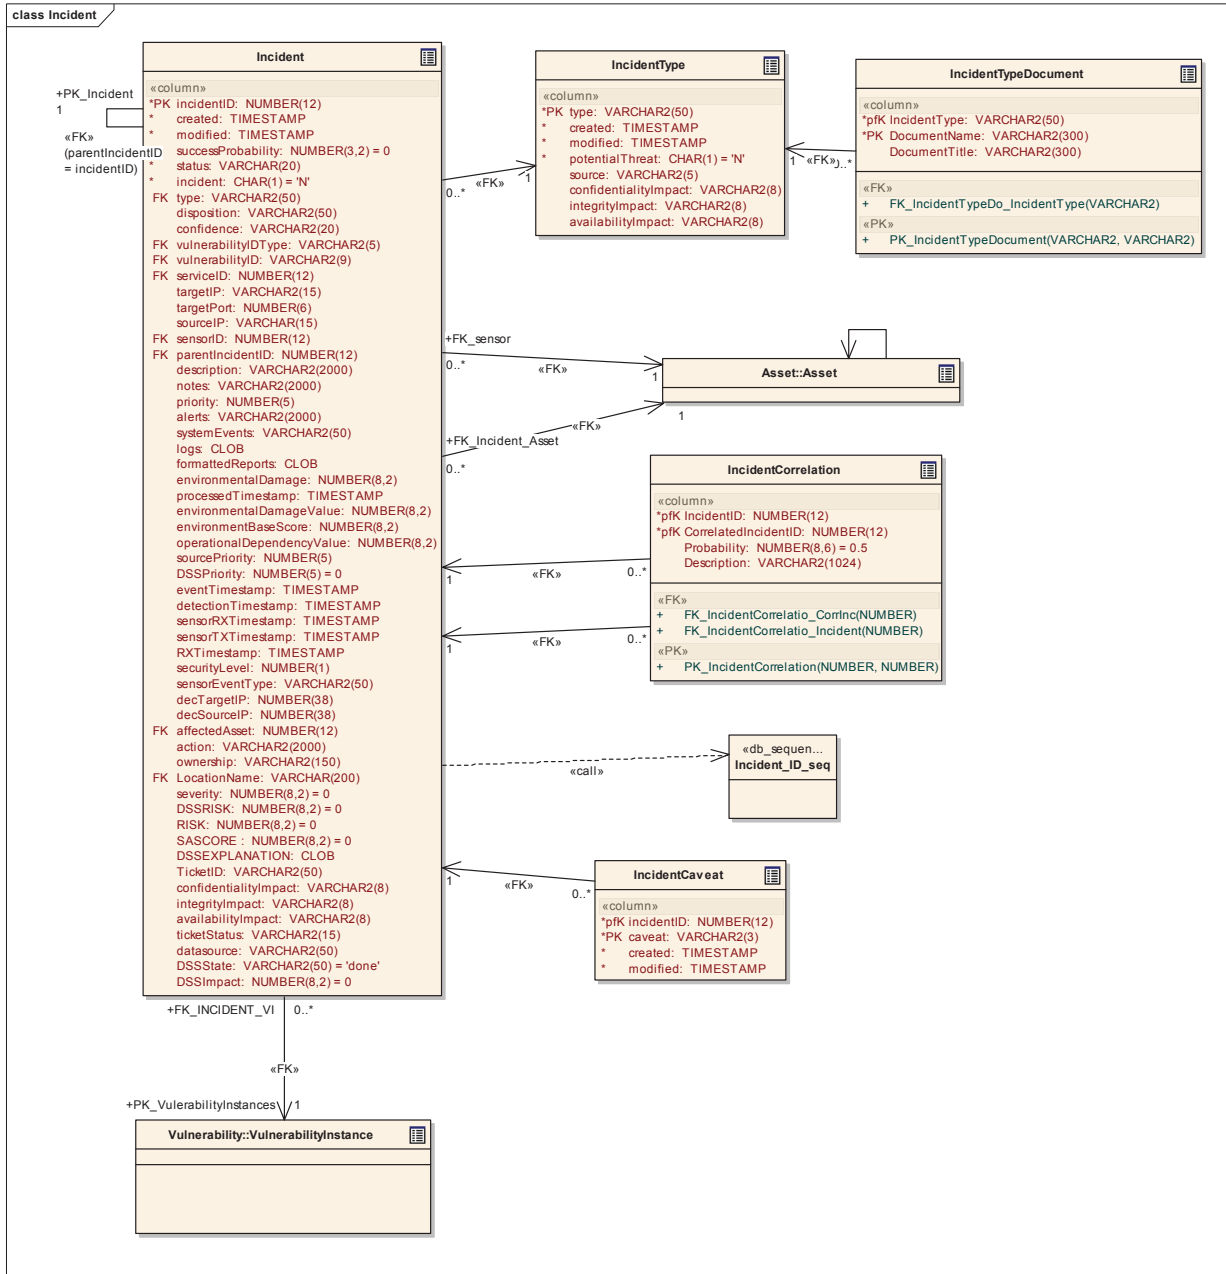 class Incident
Incident
«column»
*PK incidentID: NUMBER(12)
* created: TIMESTAMP
* modified: TIMESTAMP
* successProbability: NUMBER(3,2) = 0
* status: VARCHAR(20)
* incident: CHAR(1) = 'N'
FK type: VARCHAR2(50)
disposition: VARCHAR2(50)
confidence: VARCHAR2(20)
FK vulnerabilityIDType: VARCHAR2(5)
FK vulnerabilityID: VARCHAR2(9)
FK serviceID: NUMBER(12)
targetIP: VARCHAR2(15)
targetPort: NUMBER(6)
sourceIP: VARCHAR(15)
FK sensorID: NUMBER(12)
FK parentIncidentID: NUMBER(12)
description: VARCHAR2(2000)
notes: VARCHAR2(2000)
priority: NUMBER(5)
alerts: VARCHAR2(2000)
systemEvents: VARCHAR2(50)
logs: CLOB
formattedReports: CLOB
environmentalDamage: NUMBER(8,2)
processedTimestamp: TIMESTAMP
environmentalDamageValue: NUMBER(8,2)
environmentBaseScore: NUMBER(8,2)
operationalDependencyValue: NUMBER(8,2)
sourcePriority: NUMBER(5)
DSSPriority: NUMBER(5) = 0
eventTimestamp: TIMESTAMP
detectionTimestamp: TIMESTAMP
sensorRXTimestamp: TIMESTAMP
sensorTXTimestamp: TIMESTAMP
RXTimestamp: TIMESTAMP
securityLevel: NUMBER(1)
sensorEventType: VARCHAR2(50)
decTargetIP: NUMBER(38)
decSourceIP: NUMBER(38)
FK affectedAsset: NUMBER(12)
action: VARCHAR2(2000)
ownership: VARCHAR2(150)
FK LocationName: VARCHAR(200)
severity: NUMBER(8,2) = 0
DSSRISK: NUMBER(8,2) = 0
RISK: NUMBER(8,2) = 0
SASCORE : NUMBER(8,2) = 0
DSSEXPLANATION: CLOB
TicketID: VARCHAR2(50)
confidentialityImpact: VARCHAR2(8)
integrityImpact: VARCHAR2(8)
availabilityImpact: VARCHAR2(8)
ticketStatus: VARCHAR2(15)
datasource: VARCHAR2(50)
DSSState: VARCHAR2(50) = 'done'
DSSImpact: NUMBER(8,2) = 0
+PK_Incident
1
«FK»
(parentIncidentID
= incidentID)
0..*
«FK»
1
IncidentType
«column»
*PK type: VARCHAR2(50)
* created: TIMESTAMP
* modified: TIMESTAMP
* potentialThreat: CHAR(1) = 'N'
source: VARCHAR2(5)
confidentialityImpact: VARCHAR2(8)
integrityImpact: VARCHAR2(8)
availabilityImpact: VARCHAR2(8)
1
«FK»
0..*
IncidentTypeDocument
«column»
*pfK IncidentType: VARCHAR2(50)
*PK DocumentName: VARCHAR2(300)
DocumentTitle: VARCHAR2(300)
«FK»
+ FK_IncidentTypeDo_IncidentType(VARCHAR2)
«PK»
+ PK_IncidentTypeDocument(VARCHAR2, VARCHAR2)
+FK_sensor
0..*
«FK»
1
Asset::Asset
+FK_Incident_Asset
0..*
«FK»
1
IncidentCorrelation
«column»
*pfK IncidentID: NUMBER(12)
*pfK CorrelatedIncidentID: NUMBER(12)
Probability: NUMBER(8,6) = 0.5
Description: VARCHAR2(1024)
«FK»
+ FK_IncidentCorrelatio_CorrInc(NUMBER)
+ FK_IncidentCorrelatio_Incident(NUMBER)
«PK»
+ PK_IncidentCorrelation(NUMBER, NUMBER)
1
«FK»
0..*
1
«FK»
0..*
«call»
«db_sequen...
Incident_ID_seq
1
«FK»
0..*
IncidentCaveat
«column»
*pfK incidentID: NUMBER(12)
*PK caveat: VARCHAR2(3)
* created: TIMESTAMP
* modified: TIMESTAMP
+FK_INCIDENT_VI
0..*
«FK»
+PK_VulerabilityInstances
1
Vulnerability::VulnerabilityInstance